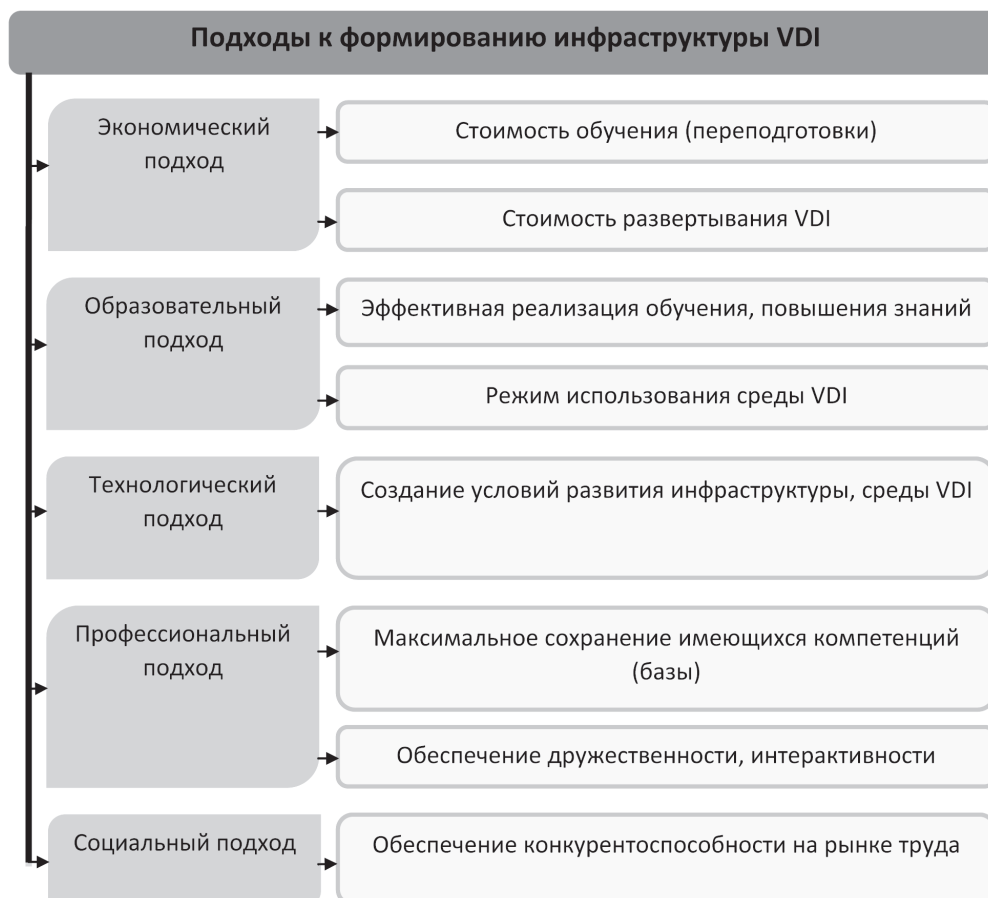 Подходы к формированию инфраструктуры VDI
Экономический
подход
Стоимость обучения (переподготовки)
Стоимость развертывания VDI
Образовательный
подход
Эффективная реализация обучения, повышения знаний
Режим использования среды VDI
Технологический
подход
Создание условий развития инфраструктуры, среды VDI
Профессиональный
подход
Максимальное сохранение имеющихся компетенций
(базы)
Обеспечение дружественности, интерактивности
Социальный подход
Обеспечение конкурентоспособности на рынке труда